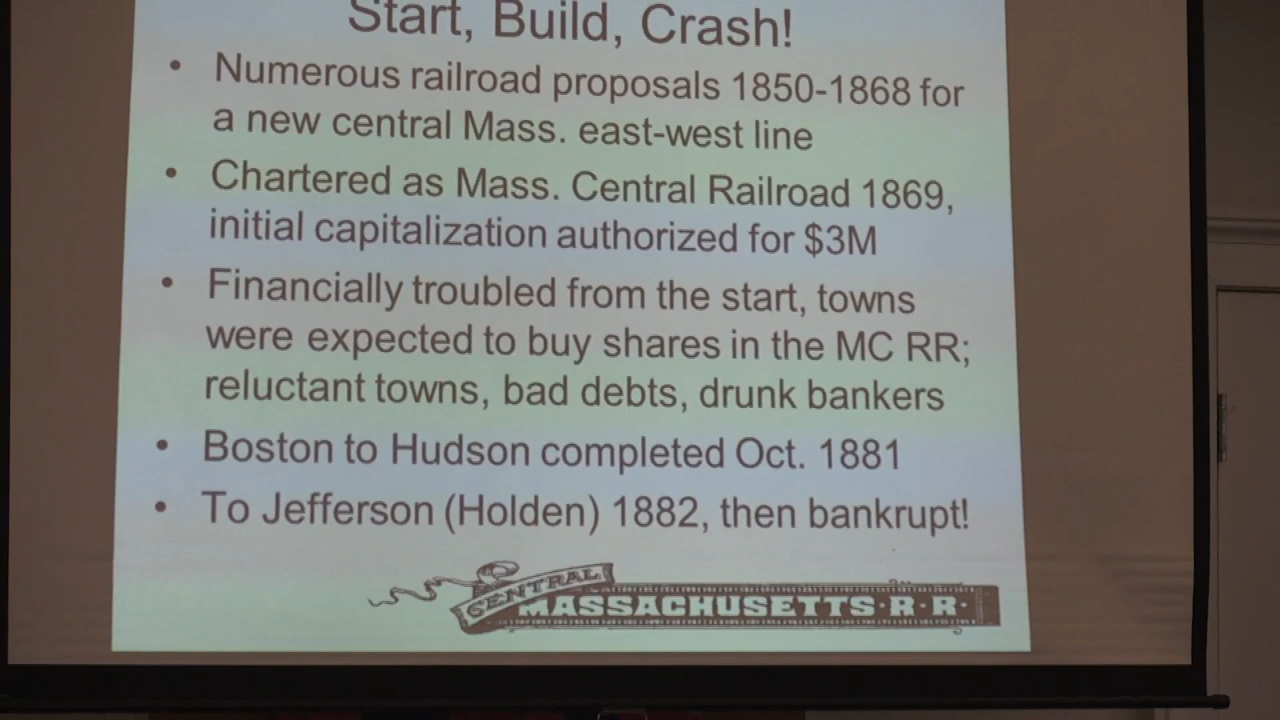 Start, Build, Crash!
• Numerous railroad proposals 1850-1868 for
a new central Mass. east-west line
• Chartered as Mass. Central Railroad 1869,
initial capitalization authorized for $3M
• Financially troubled from the start, towns
were expected to buy shares in the MC RR;
reluctant towns, bad debts, drunk bankers
• Boston to Hudson completed Oct. 1881
• To Jefferson (Holden) 1882, then bankrupt!
CENTRAL
MASSACHUSETTS·R·R·